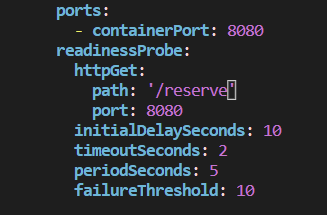 ports:
  - containerPort: 8080
readinessProbe:
  httpGet:
    path: '/reserve'
    port: 8080
  initialDelaySeconds: 10
  timeoutSeconds: 2
  periodSeconds: 5
  failureThreshold: 10